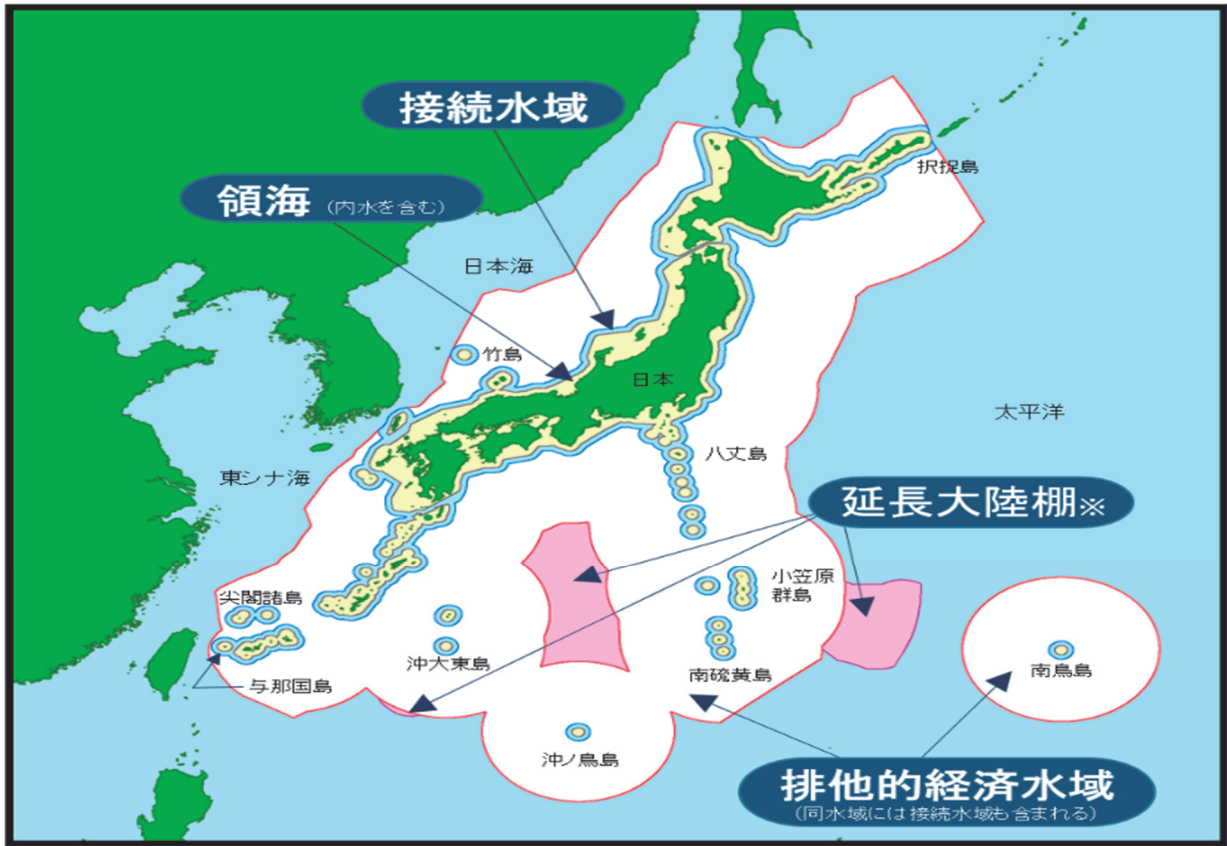 接続水域
択捉島
領海 (内水を含む)
日本海
竹島
日本
太平洋
八丈島
東シナ海
延長大陸棚※
小笠原
群島
尖閣諸島
沖大東島
南硫黄島
南鳥島
与那国島
沖ノ鳥島
排他的経済水域
(同水域には接続水域も含まれる)